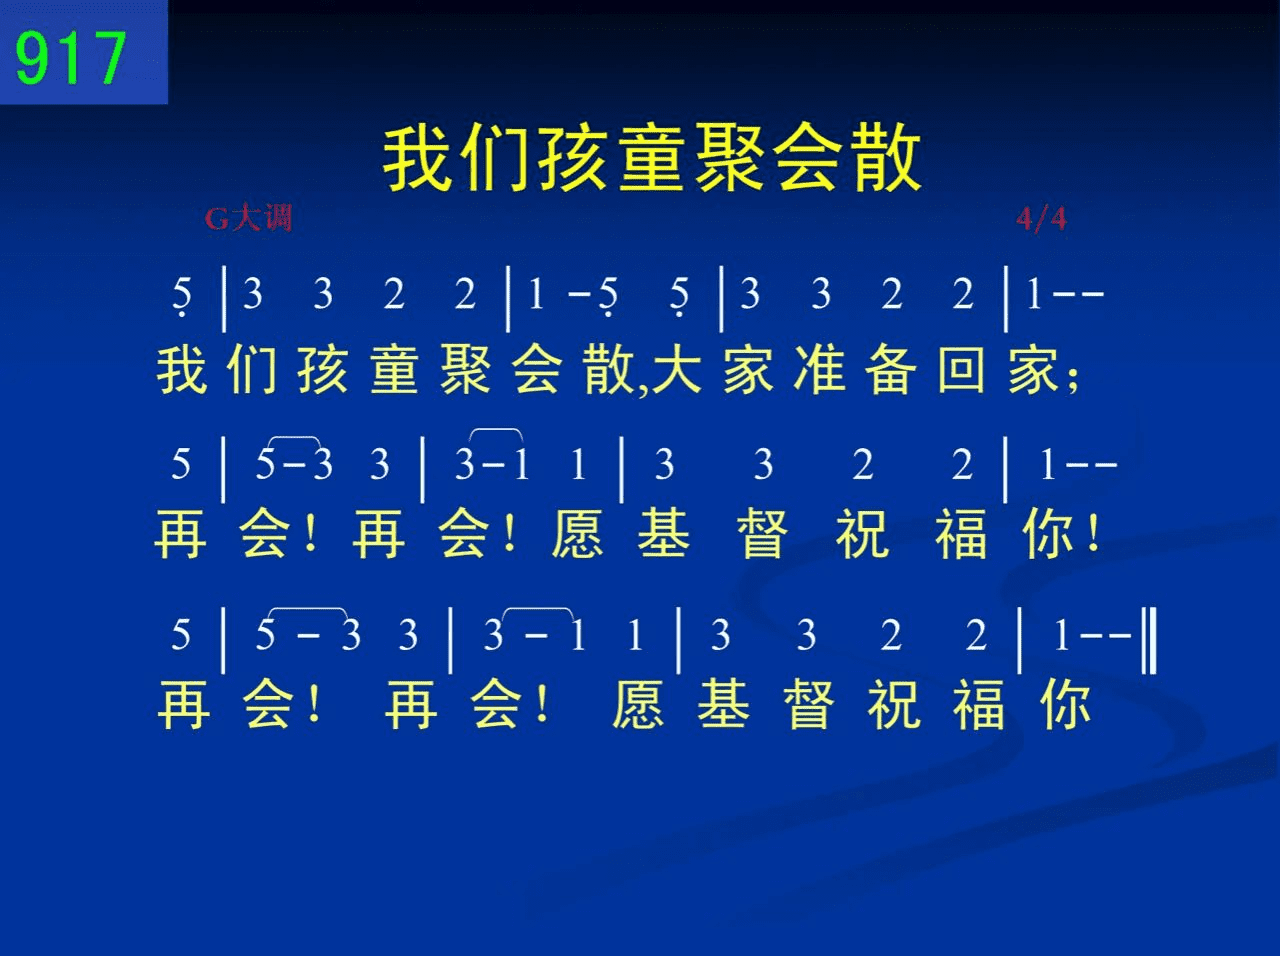 917
我们孩童聚会散
G大调 4/4
5̣ | 3 3 2 2 | 1 - 5̣ 5̣ | 3 3 2 2 | 1 - -
我们孩童聚会散,大家准备回家；
5 | 5 - 3 3 | 3 - 1 1 | 3 3 2 2 | 1 - -
再会！再会！愿基督祝福你！
5 | 5 - 3 3 | 3 - 1 1 | 3 3 2 2 | 1 - - ‖
再会！再会！愿基督祝福你